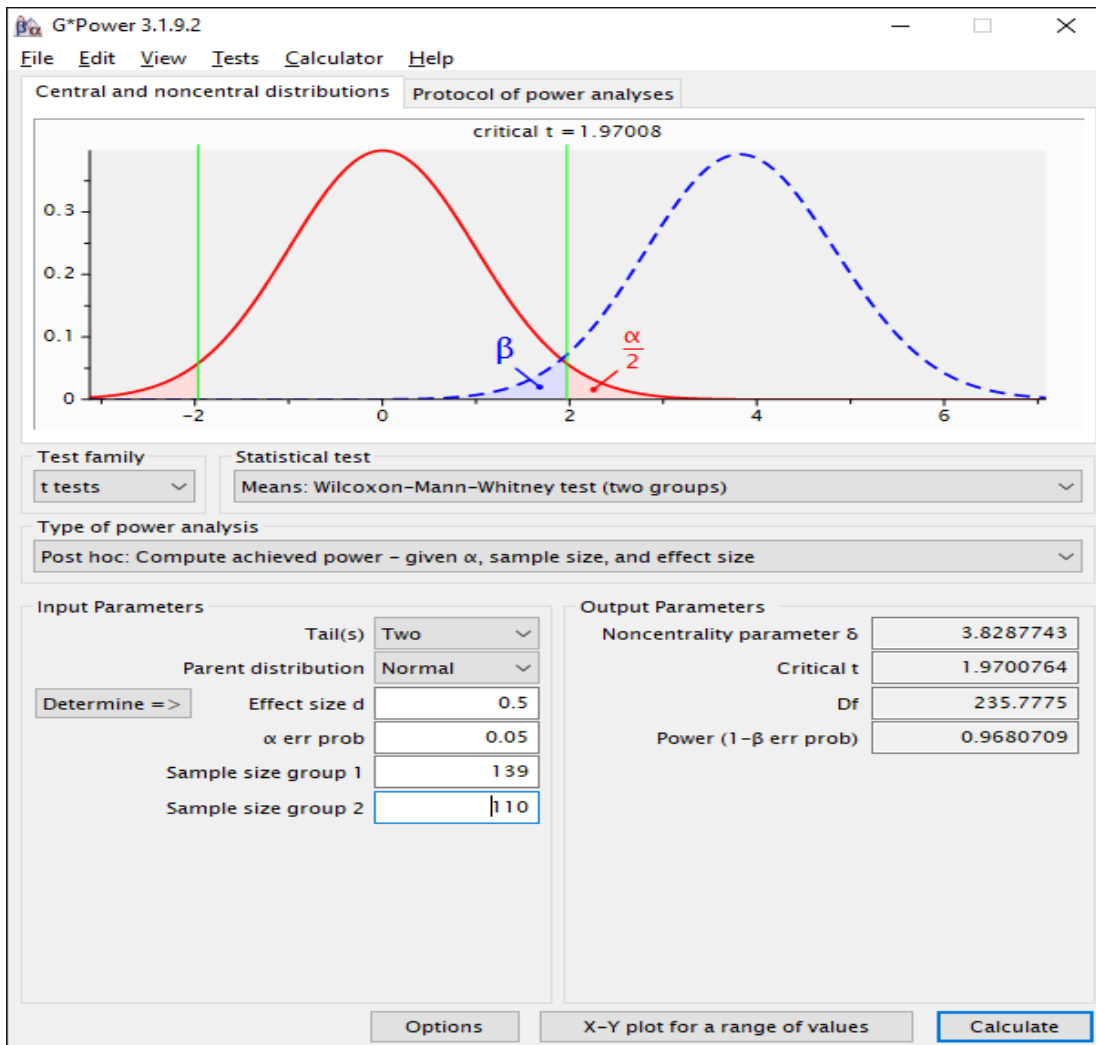 G*Power 3.1.9.2
File Edit View Tests Calculator Help
Central and noncentral distributions Protocol of power analyses
critical t = 1.97008
0.3
0.2
0.1
0
β
α
2
-2 0 2 4 6
Test family Statistical test
t tests Means: Wilcoxon-Mann-Whitney test (two groups)
Type of power analysis
Post hoc: Compute achieved power - given α, sample size, and effect size
Input Parameters Output Parameters
Tail(s) Two Noncentrality parameter δ 3.8287743
Parent distribution Normal Critical t 1.9700764
Determine => Effect size d 0.5 Df 235.7775
α err prob 0.05 Power (1-β err prob) 0.9680709
Sample size group 1 139
Sample size group 2 110
Options X-Y plot for a range of values Calculate